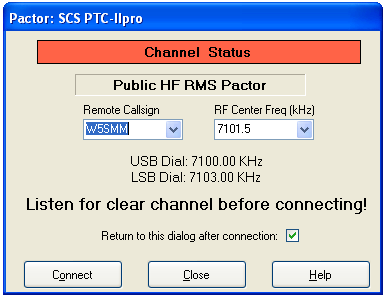 Pactor: SCS PTC-IIpro
Channel Status
Public HF RMS Pactor
Remote Callsign RF Center Freq (kHz)
W5SMM 7101.5
USB Dial: 7100.00 KHz
LSB Dial: 7103.00 KHz
Listen for clear channel before connecting!
Return to this dialog after connection:
Connect Close Help